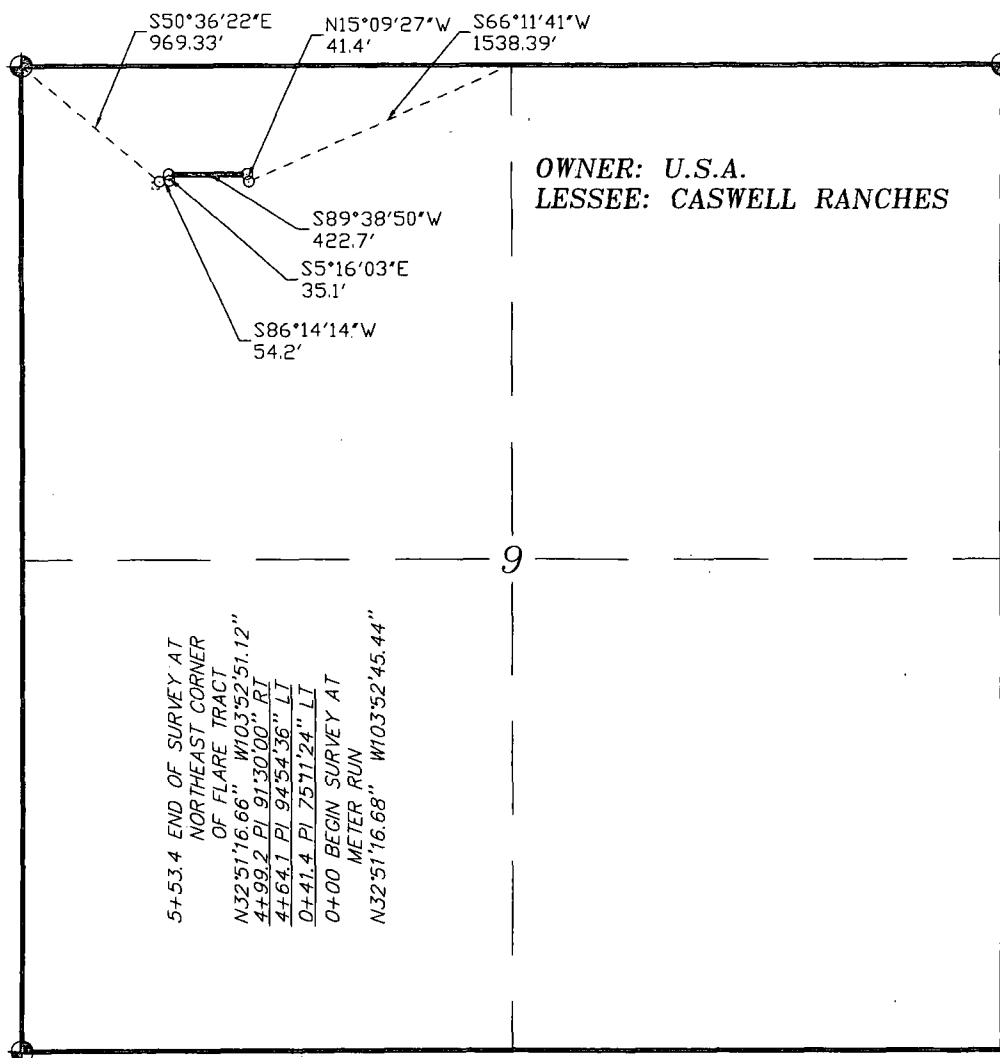 S50°36'22"E
969.33'
N15°09'27"W
41.4'
S66°11'41"W
1538.39'
OWNER: U.S.A.
LESSEE: CASWELL RANCHES
S89°38'50"W
422.7'
S5°16'03"E
35.1'
S86°14'14"W
54.2'
9
5+53.4 END OF SURVEY AT
NORTHEAST CORNER
OF FLARE TRACT
N32°51'16.66" W103°52'51.12"
4+99.2 PI 91°30'00" RT
4+64.1 PI 94°54'36" LT
0+41.4 PI 75°11'24" LT
0+00 BEGIN SURVEY AT
METER RUN
N32°51'16.68" W103°52'45.44"